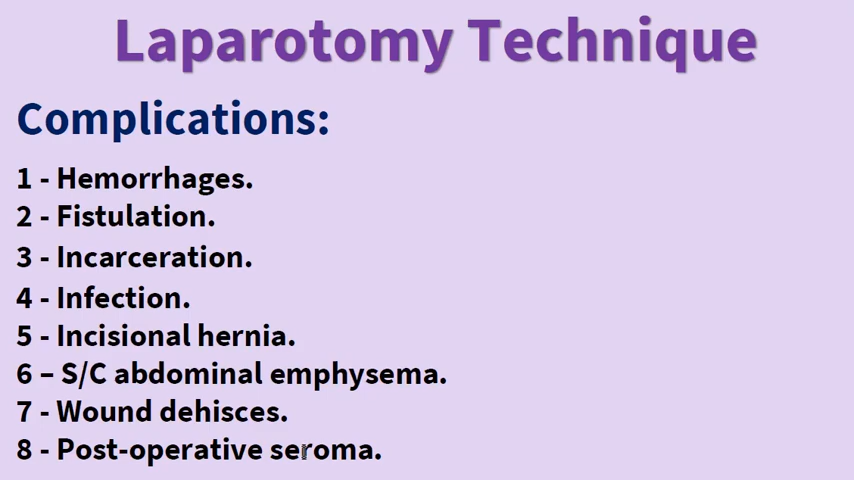 Laparotomy Technique
Complications:
1 - Hemorrhages.
2 - Fistulation.
3 - Incarceration.
4 - Infection.
5 - Incisional hernia.
6 – S/C abdominal emphysema.
7 - Wound dehisces.
8 - Post-operative seroma.